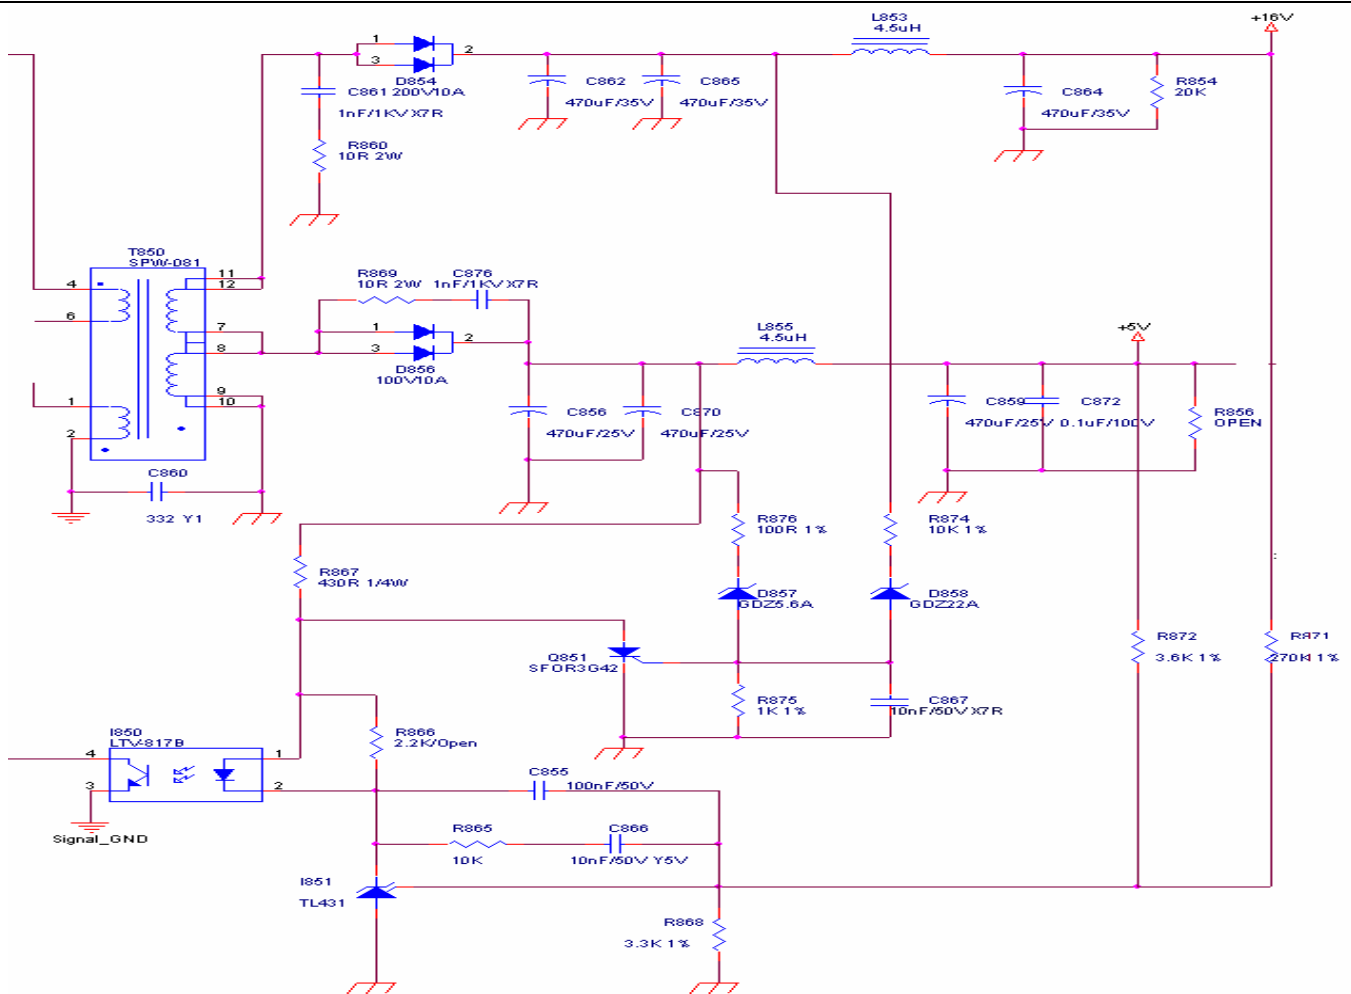 L853
4.5uH
+16V
1
3
2
D854
200V10A
C861
1nF/1KV X7R
R860
10R 2W
C862
470uF/35V
C865
470uF/35V
C864
470uF/35V
R854
20K
T850
SPW-081
4
6
1
2
11
12
7
8
9
10
R869
10R 2W
C876
1nF/1KV X7R
1
3
2
D856
100V10A
L855
4.5uH
+5V
C856
470uF/25V
C870
470uF/25V
C859
470uF/25V
C872
0.1uF/100V
R856
OPEN
C860
332 Y1
R876
100R 1%
R874
10K 1%
R867
430R 1/4W
D857
GDZ5.6A
D858
GDZ22A
Q851
SFOR3G42
R872
3.6K 1%
R871
270K 1%
R875
1K 1%
C867
10nF/50V X7R
I850
LTV-817B
4
3
1
2
R866
2.2K/Open
Signal_GND
C855
100nF/50V
R865
10K
C866
10nF/50V Y5V
I851
TL431
R868
3.3K 1%